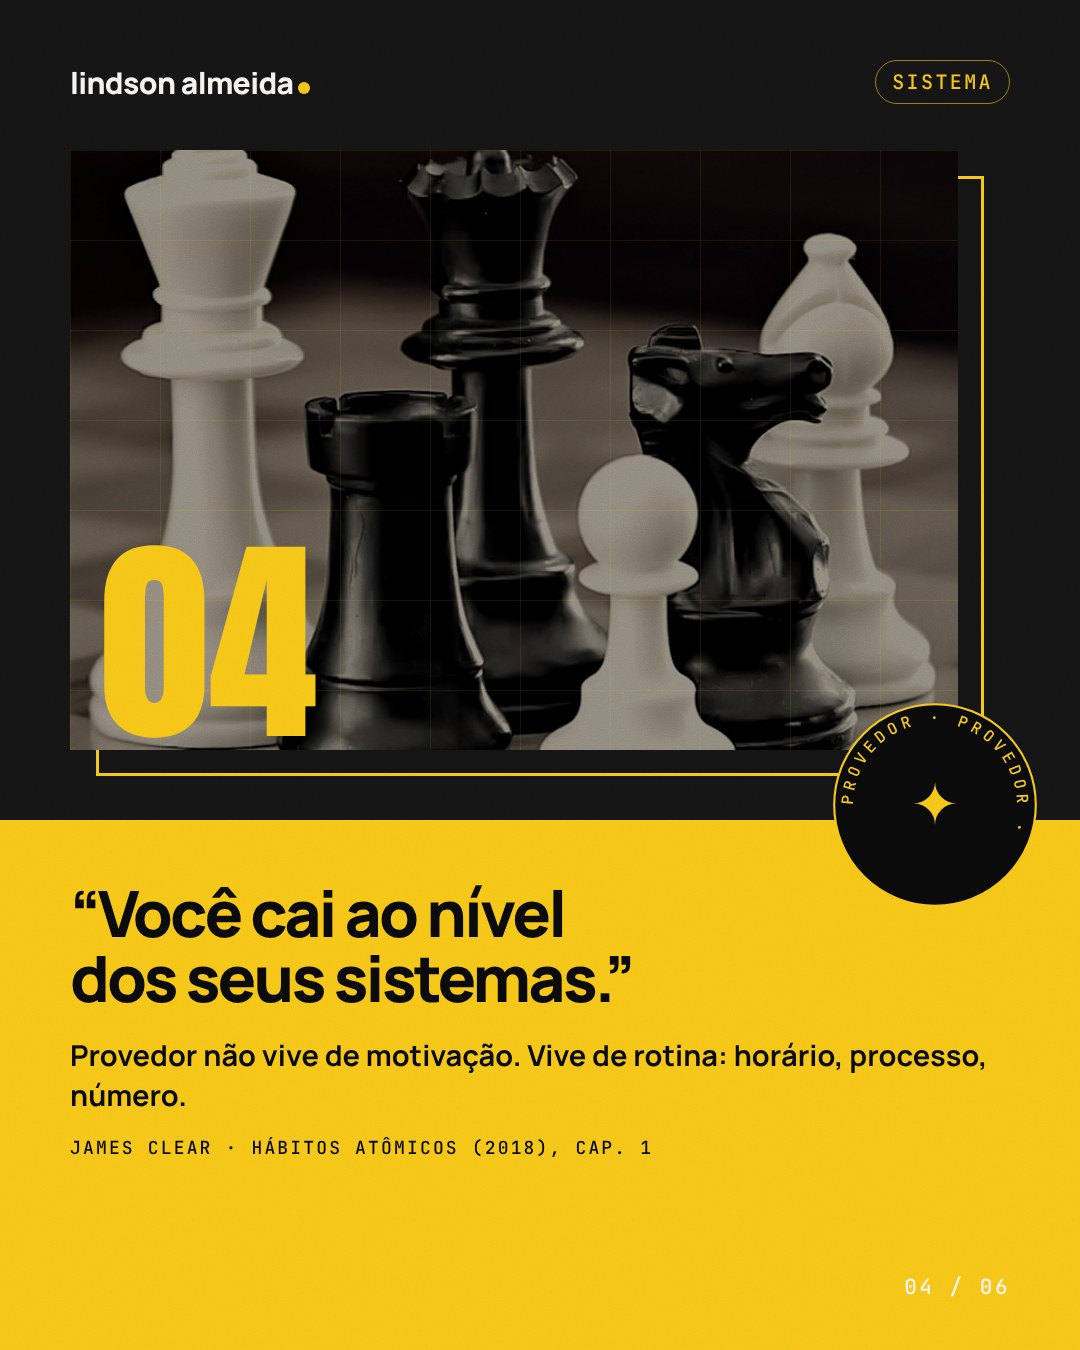 lindson almeida
SISTEMA
04
PROVEDOR · PROVEDOR ·
“Você cai ao nível
dos seus sistemas.”
Provedor não vive de motivação. Vive de rotina: horário, processo,
número.
JAMES CLEAR · HÁBITOS ATÔMICOS (2018), CAP. 1
04 / 06